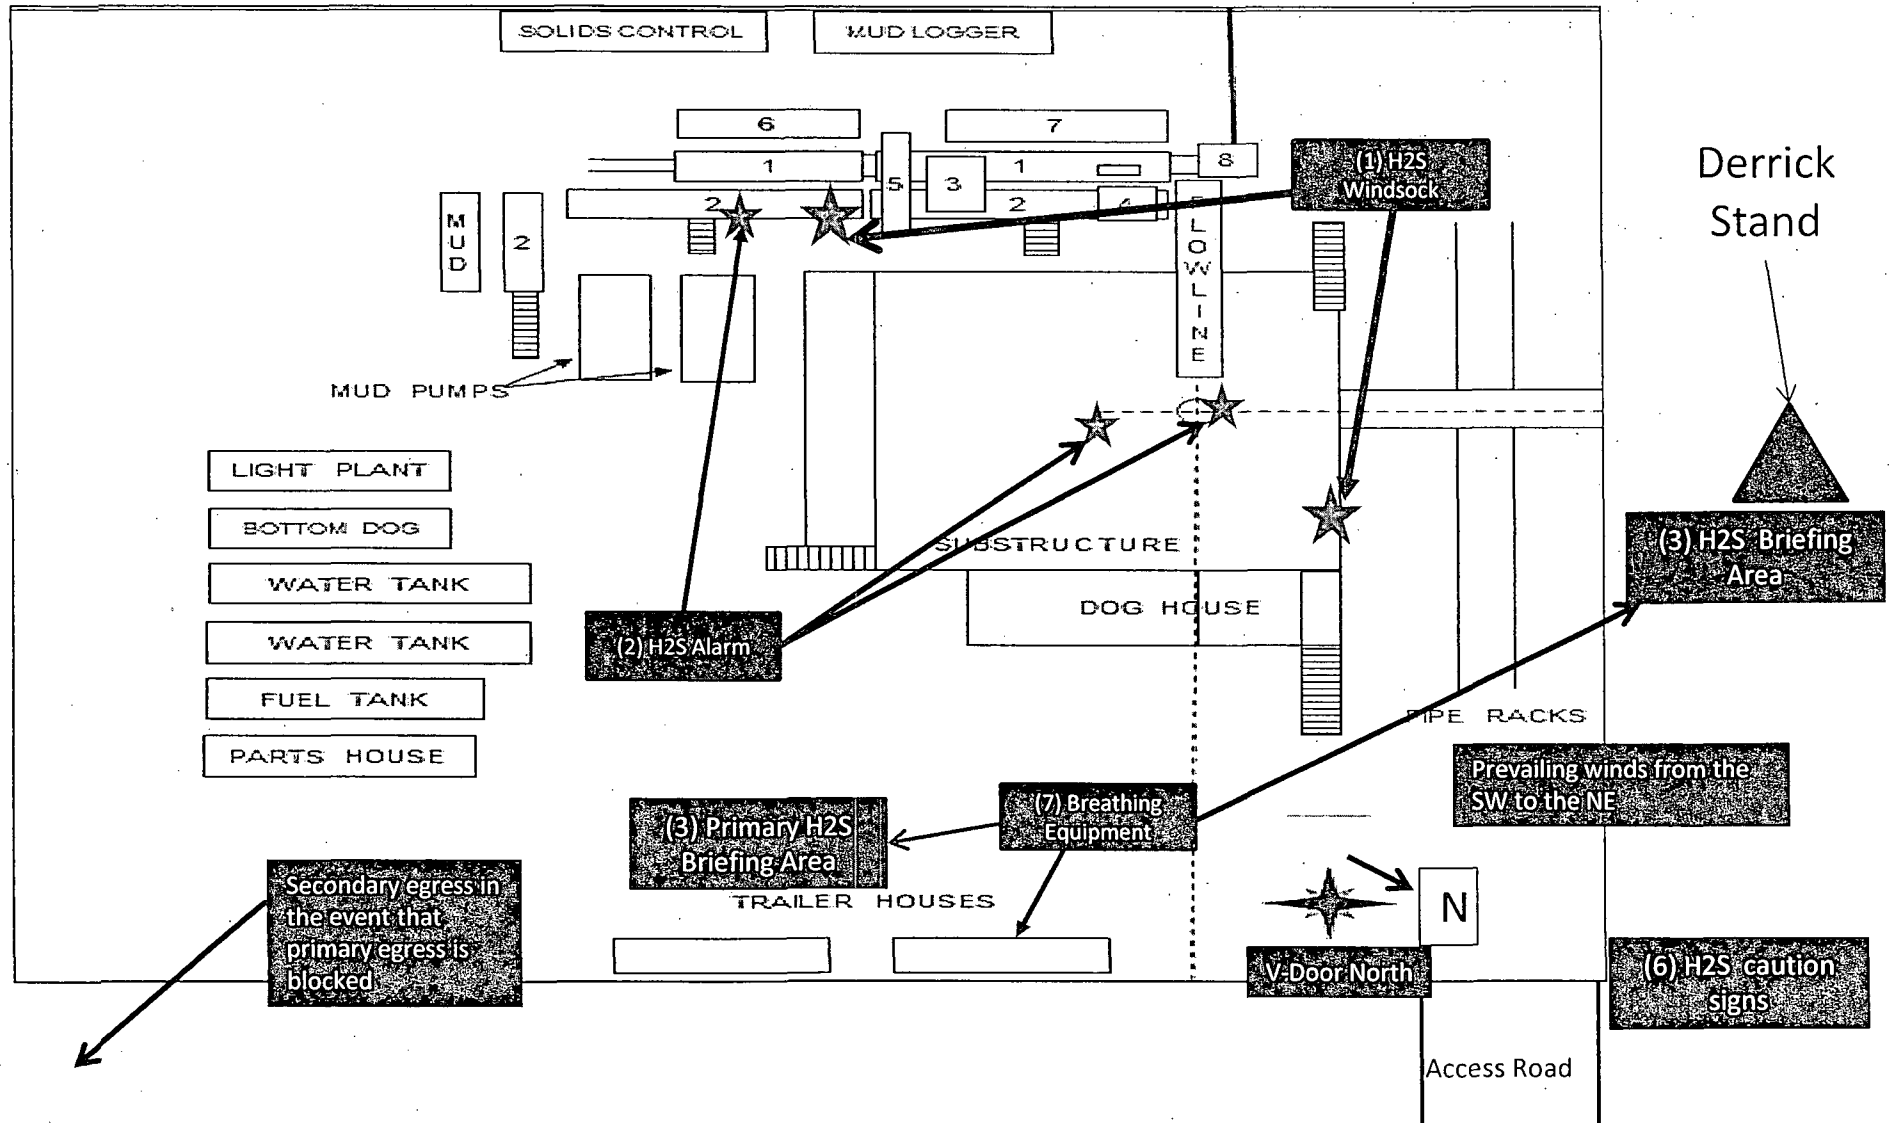 SOLIDS CONTROL
MUD LOGGER
6
7
1
1
8
5
3
2
2
4
(1) H2S
Windsock
Derrick
Stand
MUD
2
FLOWLINE
MUD PUMPS
LIGHT PLANT
BOTTOM DOG
WATER TANK
WATER TANK
FUEL TANK
PARTS HOUSE
SUBSTRUCTURE
(3) H2S Briefing
Area
DOG HOUSE
(2) H2S Alarm
PIPE RACKS
Prevailing winds from the
SW to the NE
(7) Breathing
Equipment
(3) Primary H2S
Briefing Area
TRAILER HOUSES
Secondary egress in
the event that
primary egress is
blocked
N
V-Door North
(6) H2S caution
signs
Access Road